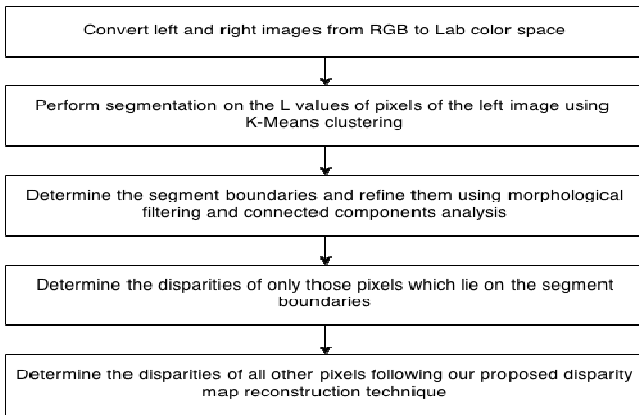 Convert left and right images from RGB to Lab color space
Perform segmentation on the L values of pixels of the left image using
K-Means clustering
Determine the segment boundaries and refine them using morphological
filtering and connected components analysis
Determine the disparities of only those pixels which lie on the segment
boundaries
Determine the disparities of all other pixels following our proposed disparity
map reconstruction technique